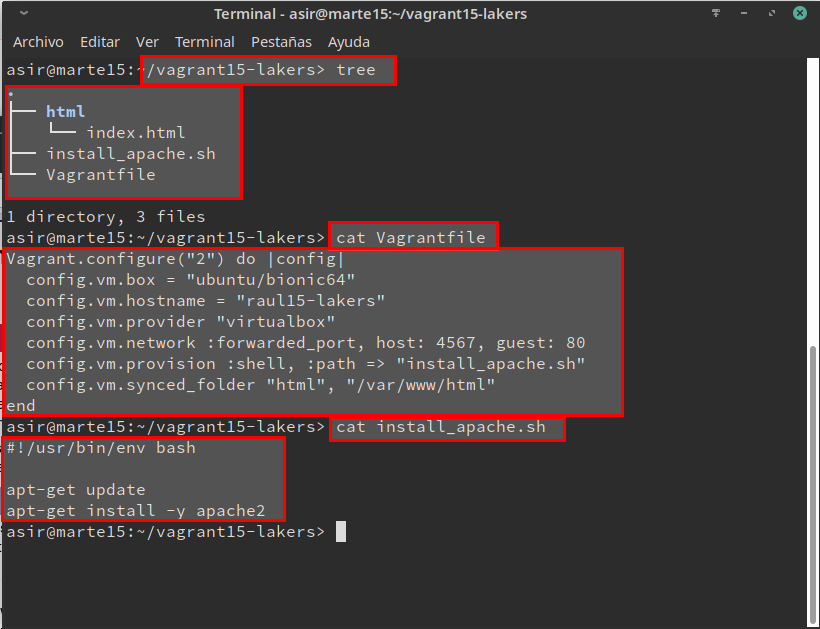 Terminal - asir@marte15:~/vagrant15-lakers
Archivo Editar Ver Terminal Pestañas Ayuda
asir@marte15:~/vagrant15-lakers> tree
.
├── html
│   └── index.html
├── install_apache.sh
└── Vagrantfile

1 directory, 3 files
asir@marte15:~/vagrant15-lakers> cat Vagrantfile
Vagrant.configure("2") do |config|
  config.vm.box = "ubuntu/bionic64"
  config.vm.hostname = "raul15-lakers"
  config.vm.provider "virtualbox"
  config.vm.network :forwarded_port, host: 4567, guest: 80
  config.vm.provision :shell, :path => "install_apache.sh"
  config.vm.synced_folder "html", "/var/www/html"
end
asir@marte15:~/vagrant15-lakers> cat install_apache.sh
#!/usr/bin/env bash

apt-get update
apt-get install -y apache2
asir@marte15:~/vagrant15-lakers>